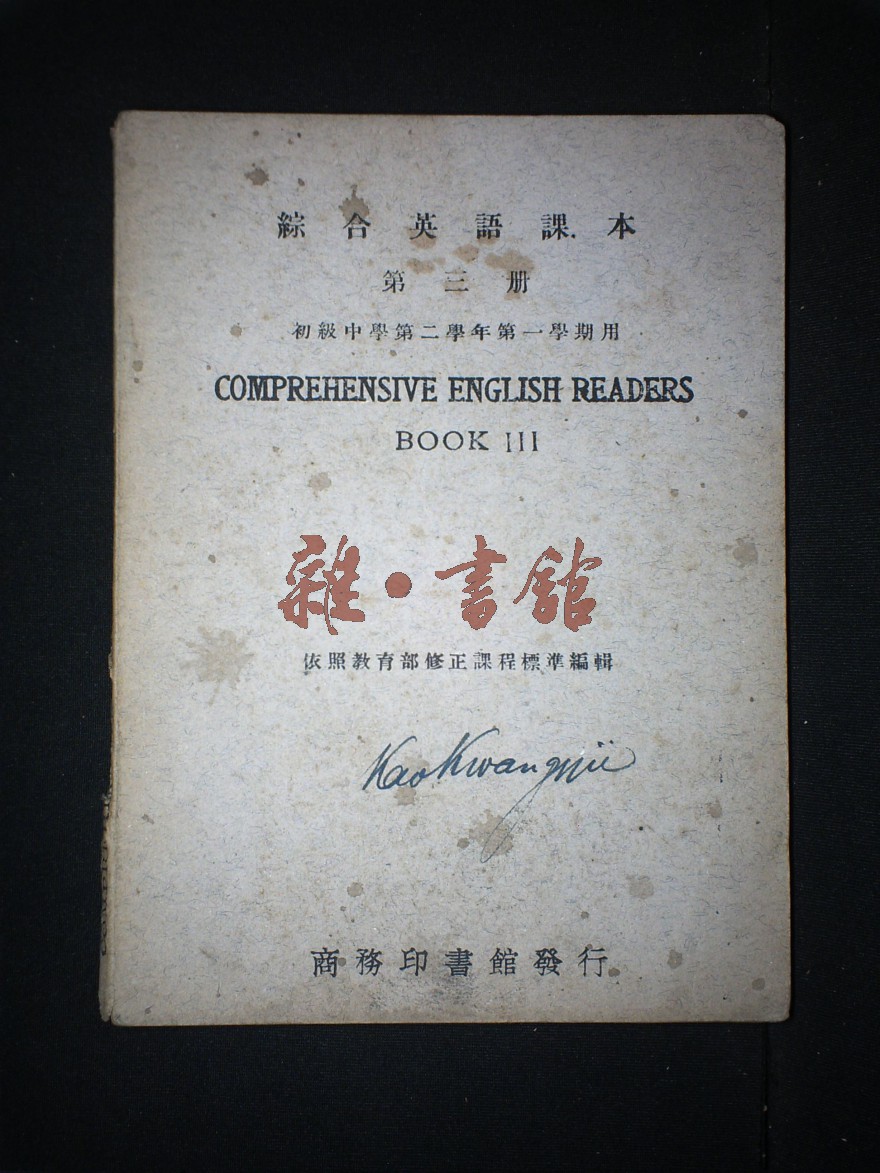 綜合英語課本
第三册
初級中學第二學年第一學期用
COMPREHENSIVE ENGLISH READERS
BOOK III
雜·書館
依照教育部修正課程標準編輯
商務印書館發行